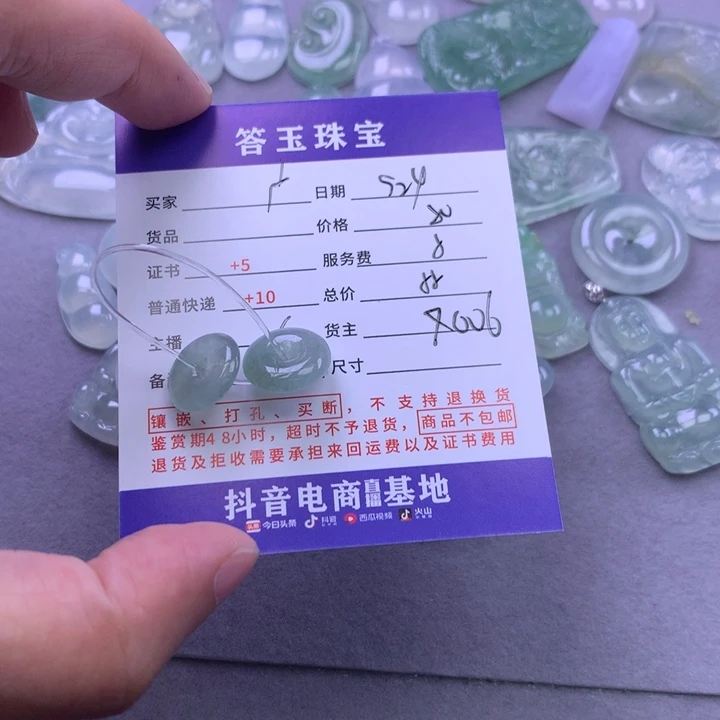 答玉珠宝
买家 日期 524
货品 价格
证书 +5 服务费 8
普通快递 +10 总价 88
主播 货主
备 尺寸
镶嵌、打孔、买断，不支持退换货
鉴赏期48小时，超时不予退货，商品不包邮
退货及拒收需要承担来回运费以及证书费用
抖音电商直播基地
头条 今日头条 抖音 西瓜视频 火山